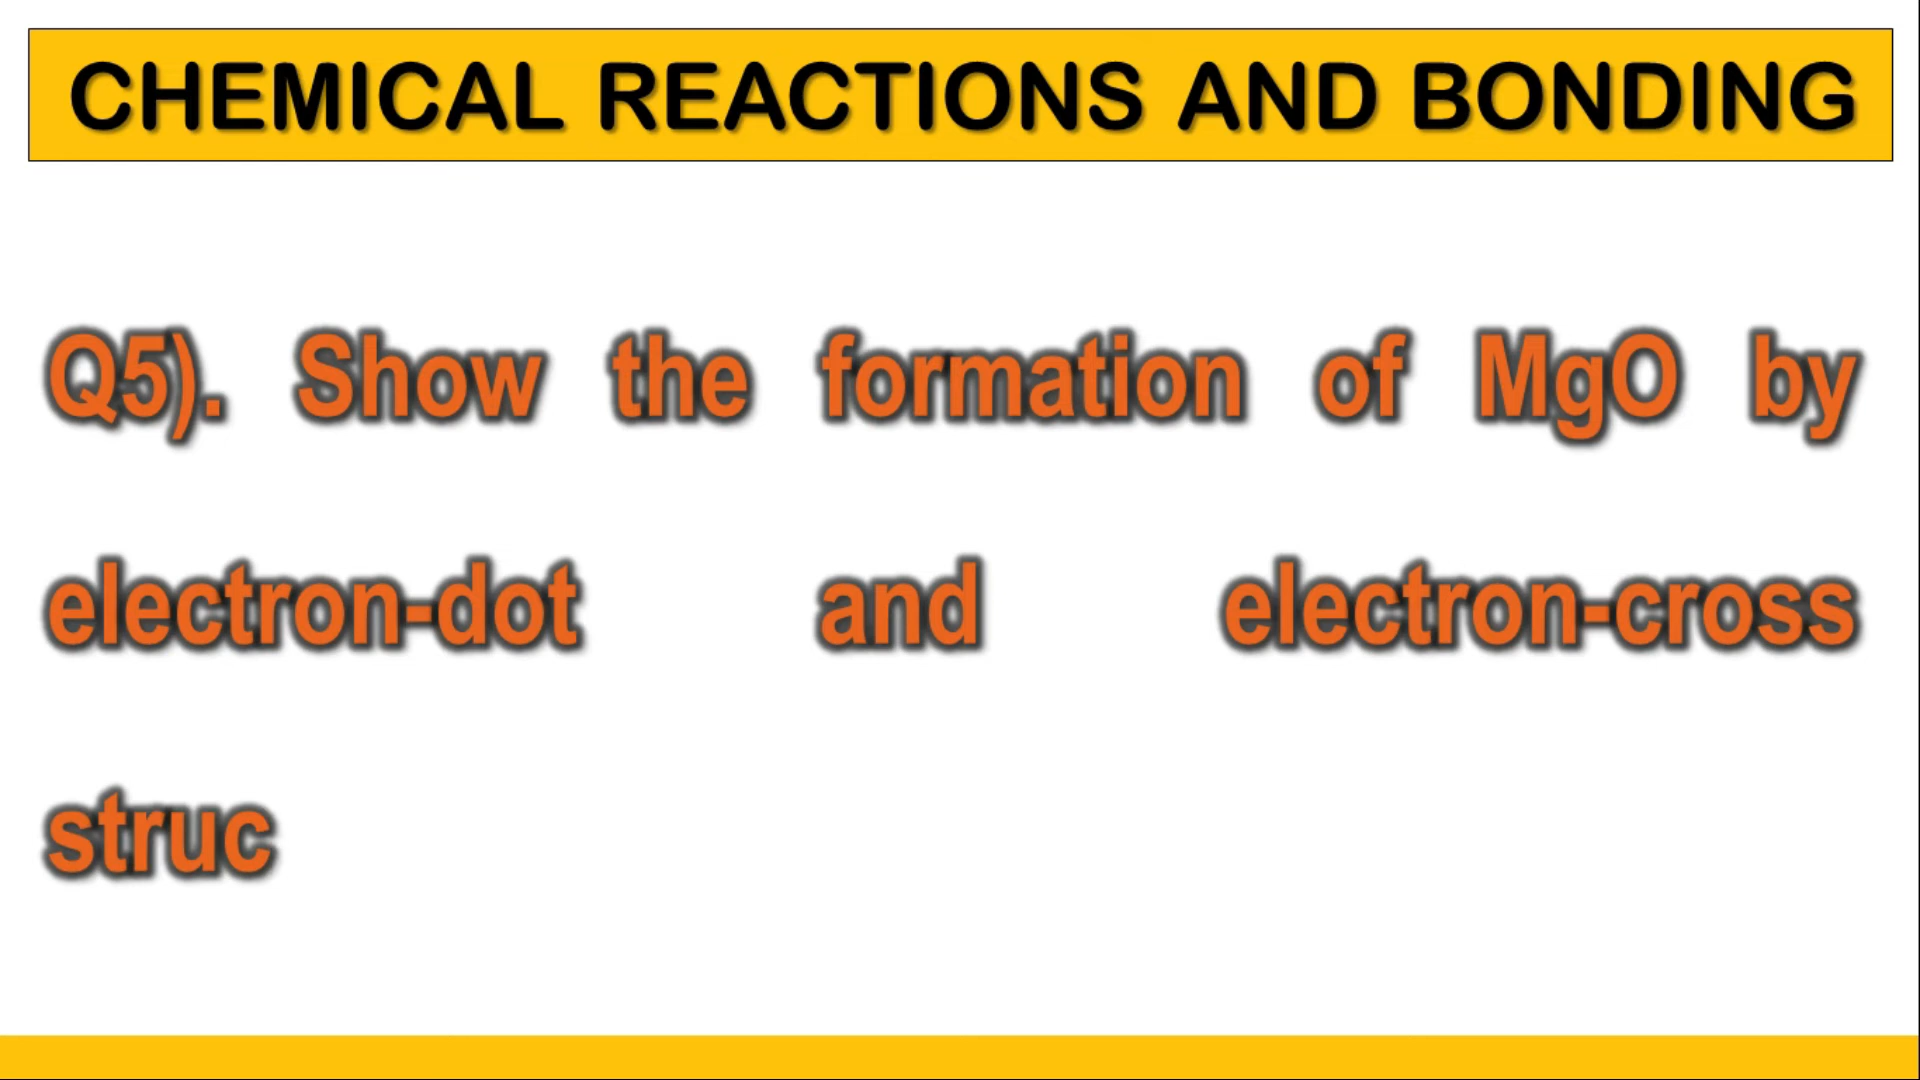 CHEMICAL REACTIONS AND BONDING
Q5). Show the formation of MgO by
electron-dot and electron-cross
struc